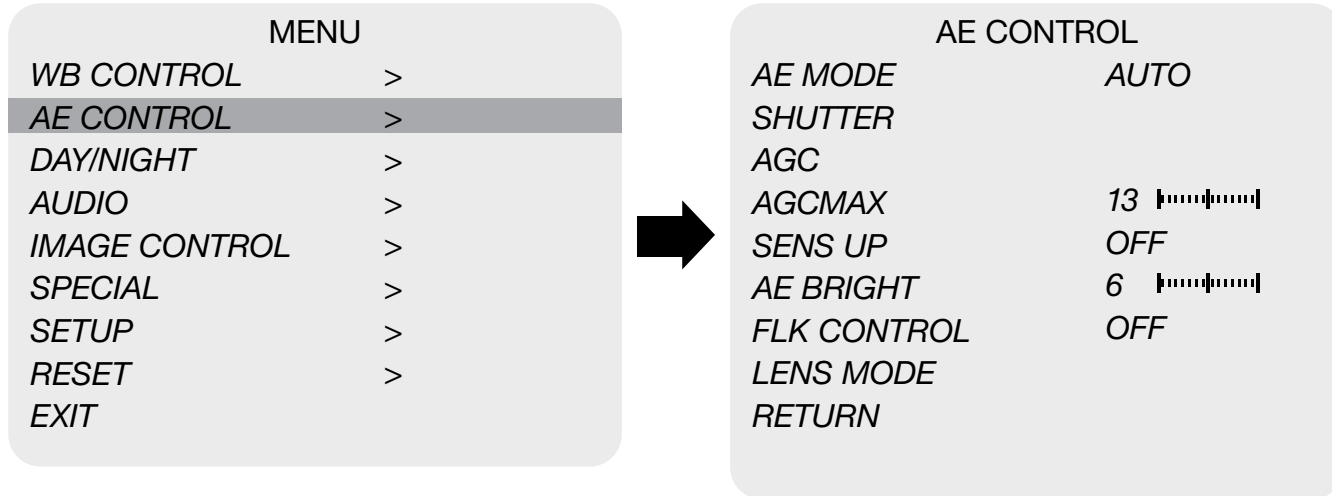 MENU
WB CONTROL >
AE CONTROL >
DAY/NIGHT >
AUDIO >
IMAGE CONTROL >
SPECIAL >
SETUP >
RESET >
EXIT
AE CONTROL
AE MODE AUTO
SHUTTER
AGC
AGCMAX 13
SENS UP OFF
AE BRIGHT 6
FLK CONTROL OFF
LENS MODE
RETURN